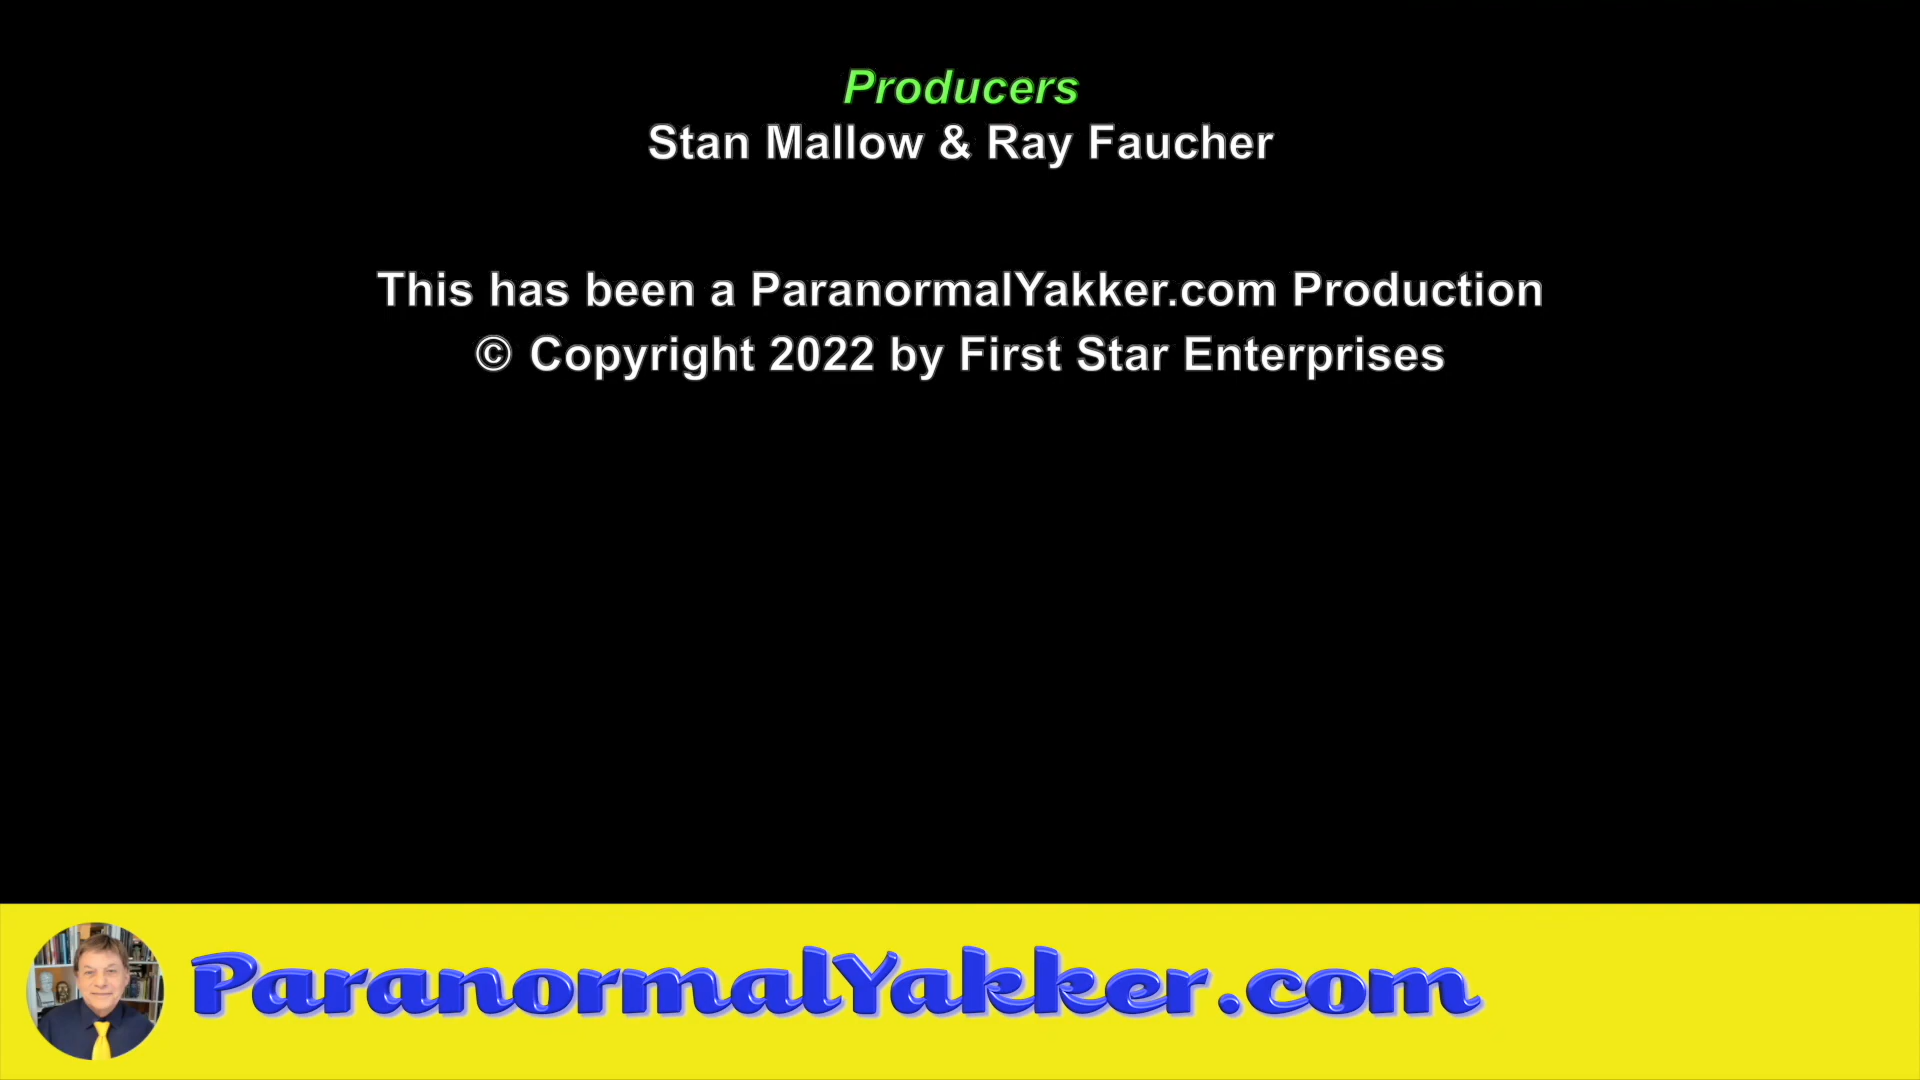 Producers
Stan Mallow & Ray Faucher
This has been a ParanormalYakker.com Production
© Copyright 2022 by First Star Enterprises
ParanormalYakker.com